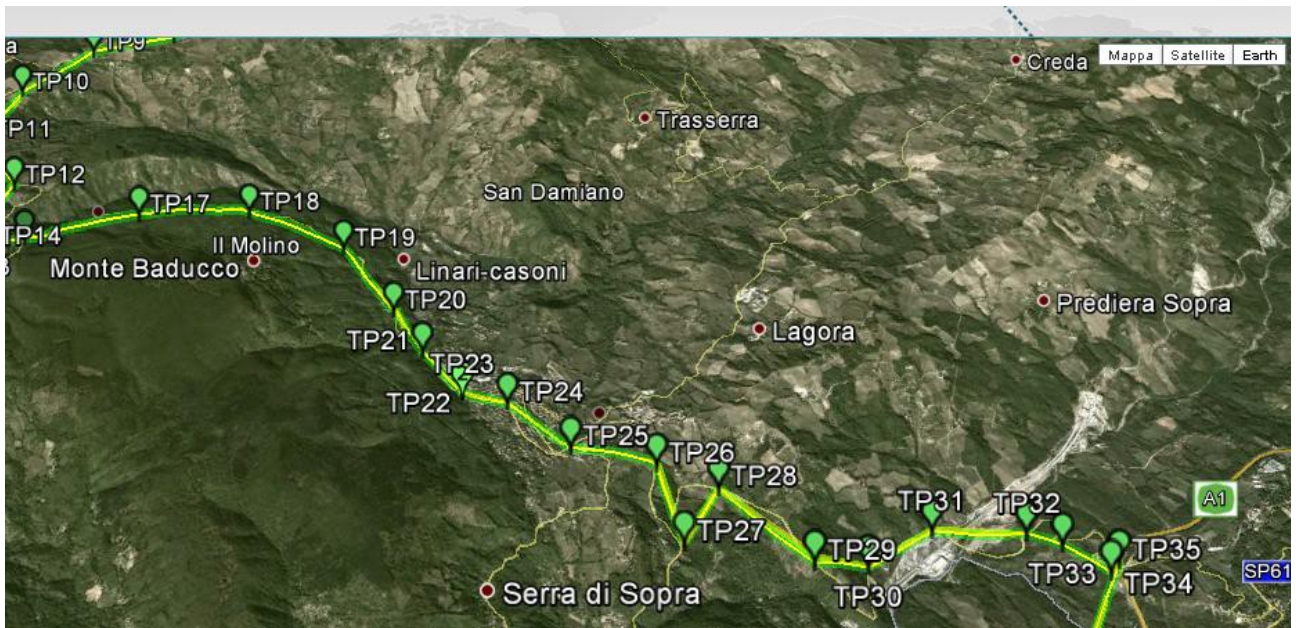 TP9
a
Creda
Mappa
Satellite
Earth
TP10
TP11
Trasserra
TP12
San Damiano
TP17
TP18
TP14
TP19
Il Molino
Monte Baducco
Linari-casoni
TP20
Prediera Sopra
TP21
Lagora
TP23
TP22
TP24
TP25
TP26
TP28
TP31
TP32
A1
TP27
TP29
TP35
TP33
TP34
TP30
SP61
Serra di Sopra